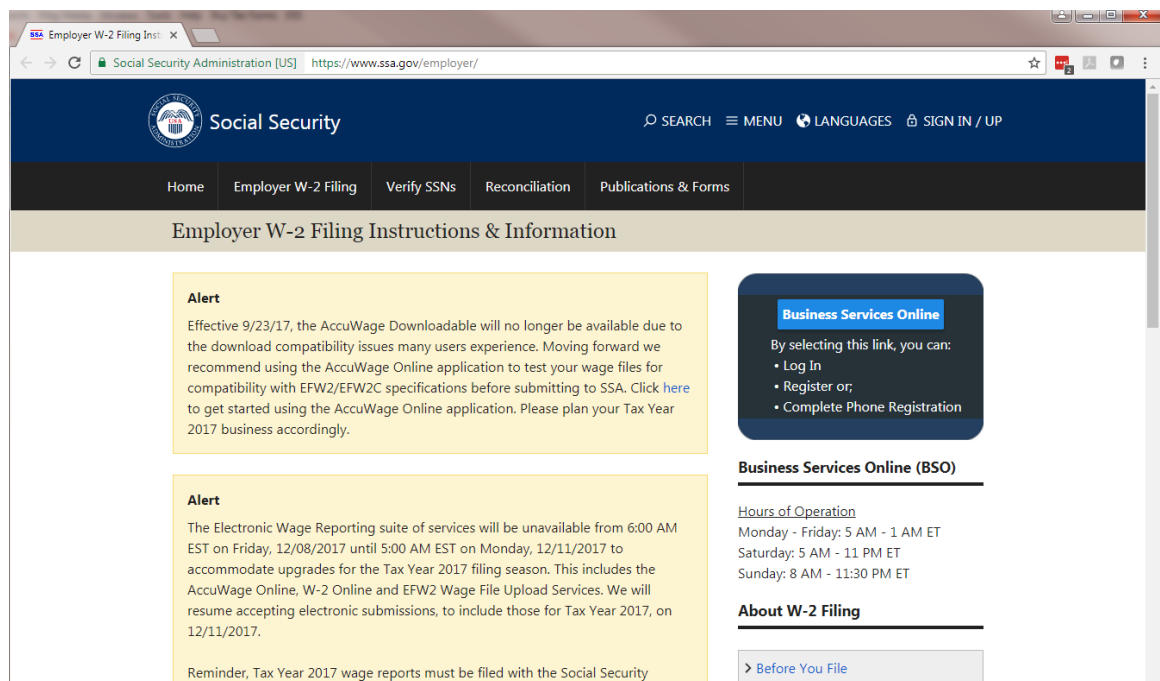 SSA Employer W-2 Filing Inst
Social Security Administration [US] https://www.ssa.gov/employer/
2
SOCIAL SECURITY ADMINISTRATION
USA
Social Security
SEARCH MENU LANGUAGES SIGN IN / UP
Home Employer W-2 Filing Verify SSNs Reconciliation Publications & Forms
Employer W-2 Filing Instructions & Information
Alert
Effective 9/23/17, the AccuWage Downloadable will no longer be available due to
the download compatibility issues many users experience. Moving forward we
recommend using the AccuWage Online application to test your wage files for
compatibility with EFW2/EFW2C specifications before submitting to SSA. Click here
to get started using the AccuWage Online application. Please plan your Tax Year
2017 business accordingly.
Alert
The Electronic Wage Reporting suite of services will be unavailable from 6:00 AM
EST on Friday, 12/08/2017 until 5:00 AM EST on Monday, 12/11/2017 to
accommodate upgrades for the Tax Year 2017 filing season. This includes the
AccuWage Online, W-2 Online and EFW2 Wage File Upload Services. We will
resume accepting electronic submissions, to include those for Tax Year 2017, on
12/11/2017.
Reminder, Tax Year 2017 wage reports must be filed with the Social Security
Business Services Online
By selecting this link, you can:
• Log In
• Register or;
• Complete Phone Registration
Business Services Online (BSO)
Hours of Operation
Monday - Friday: 5 AM - 1 AM ET
Saturday: 5 AM - 11 PM ET
Sunday: 8 AM - 11:30 PM ET
About W-2 Filing
> Before You File